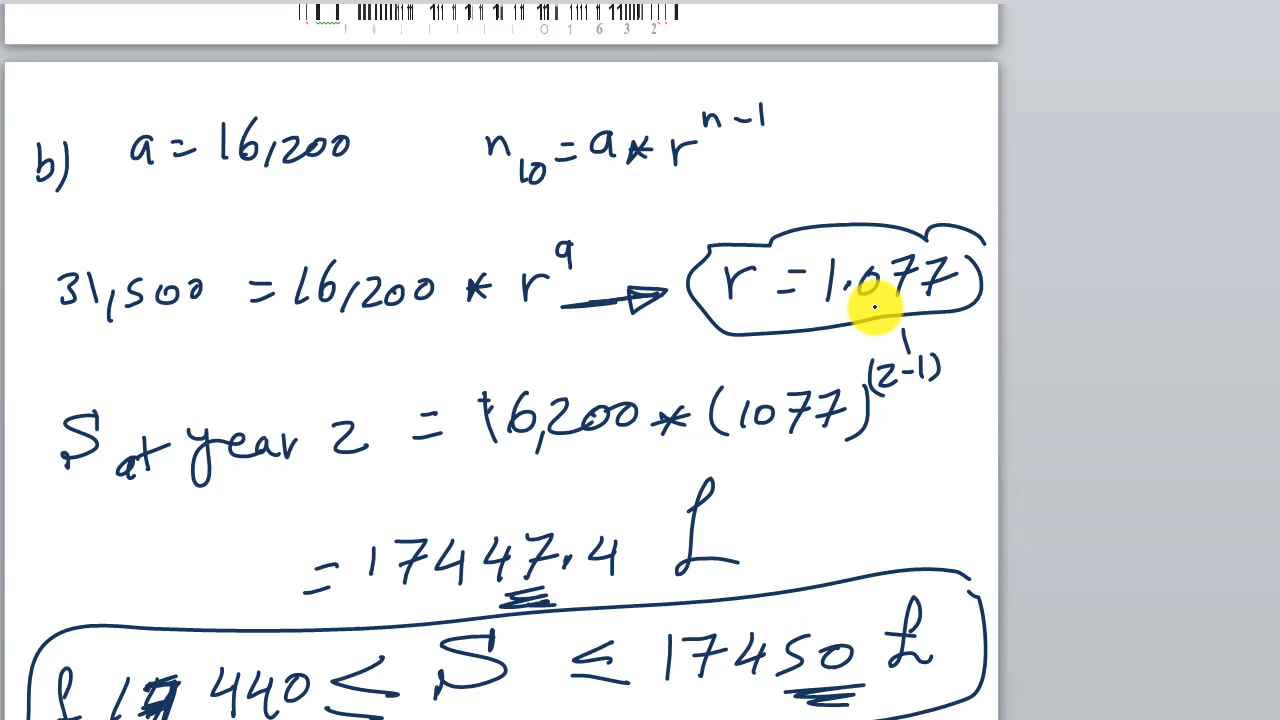 b) a = 16,200 n10 = a * r^n-1
31,500 = 16,200 * r^9 → r = 1.077
S at year 2 = 16,200 * (1077)^(2-1)
= 17447.4 £
440 ≤ S ≤ 17450 £